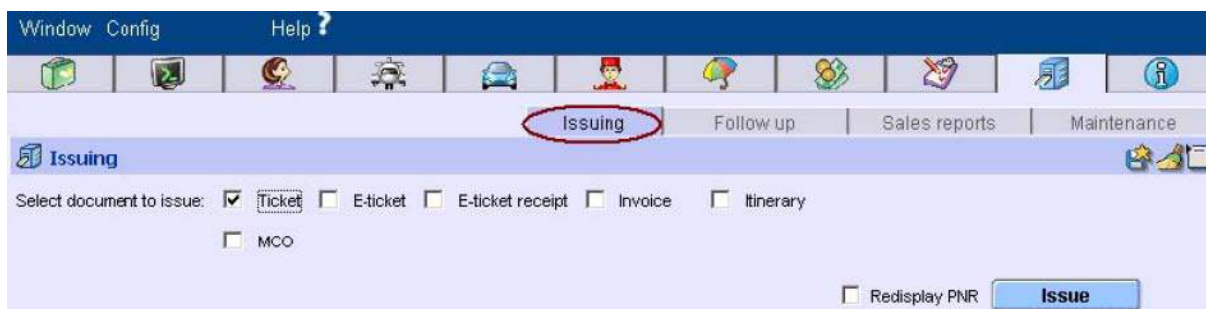 Window Config Help ?
Issuing Follow up Sales reports Maintenance
Issuing
Select document to issue: Ticket E-ticket E-ticket receipt Invoice Itinerary
MCO
Redisplay PNR Issue